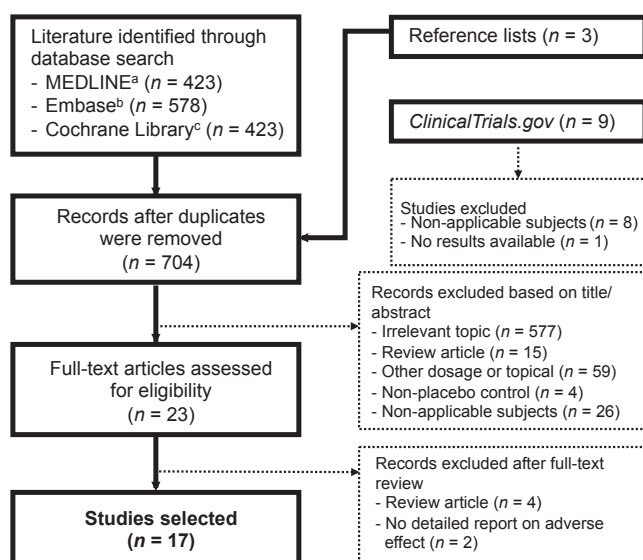 Literature identified through
database search
- MEDLINEᵃ (n = 423)
- Embaseᵇ (n = 578)
- Cochrane Libraryᶜ (n = 423)
Reference lists (n = 3)
ClinicalTrials.gov (n = 9)
Studies excluded
- Non-applicable subjects (n = 8)
- No results available (n = 1)
Records after duplicates
were removed
(n = 704)
Records excluded based on title/
abstract
- Irrelevant topic (n = 577)
- Review article (n = 15)
- Other dosage or topical (n = 59)
- Non-placebo control (n = 4)
- Non-applicable subjects (n = 26)
Full-text articles assessed
for eligibility
(n = 23)
Records excluded after full-text
review
- Review article (n = 4)
- No detailed report on adverse
effect (n = 2)
Studies selected
(n = 17)